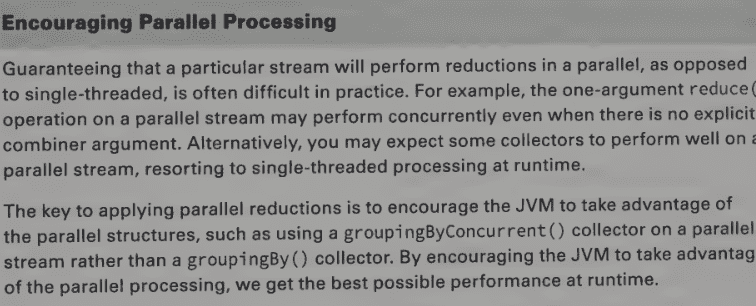 Encouraging Parallel Processing
Guaranteeing that a particular stream will perform reductions in a parallel, as opposed
to single-threaded, is often difficult in practice. For example, the one-argument reduce(
operation on a parallel stream may perform concurrently even when there is no explicit
combiner argument. Alternatively, you may expect some collectors to perform well on a
parallel stream, resorting to single-threaded processing at runtime.
The key to applying parallel reductions is to encourage the JVM to take advantage of
the parallel structures, such as using a groupingByConcurrent() collector on a parallel
stream rather than a groupingBy() collector. By encouraging the JVM to take advantag
of the parallel processing, we get the best possible performance at runtime.